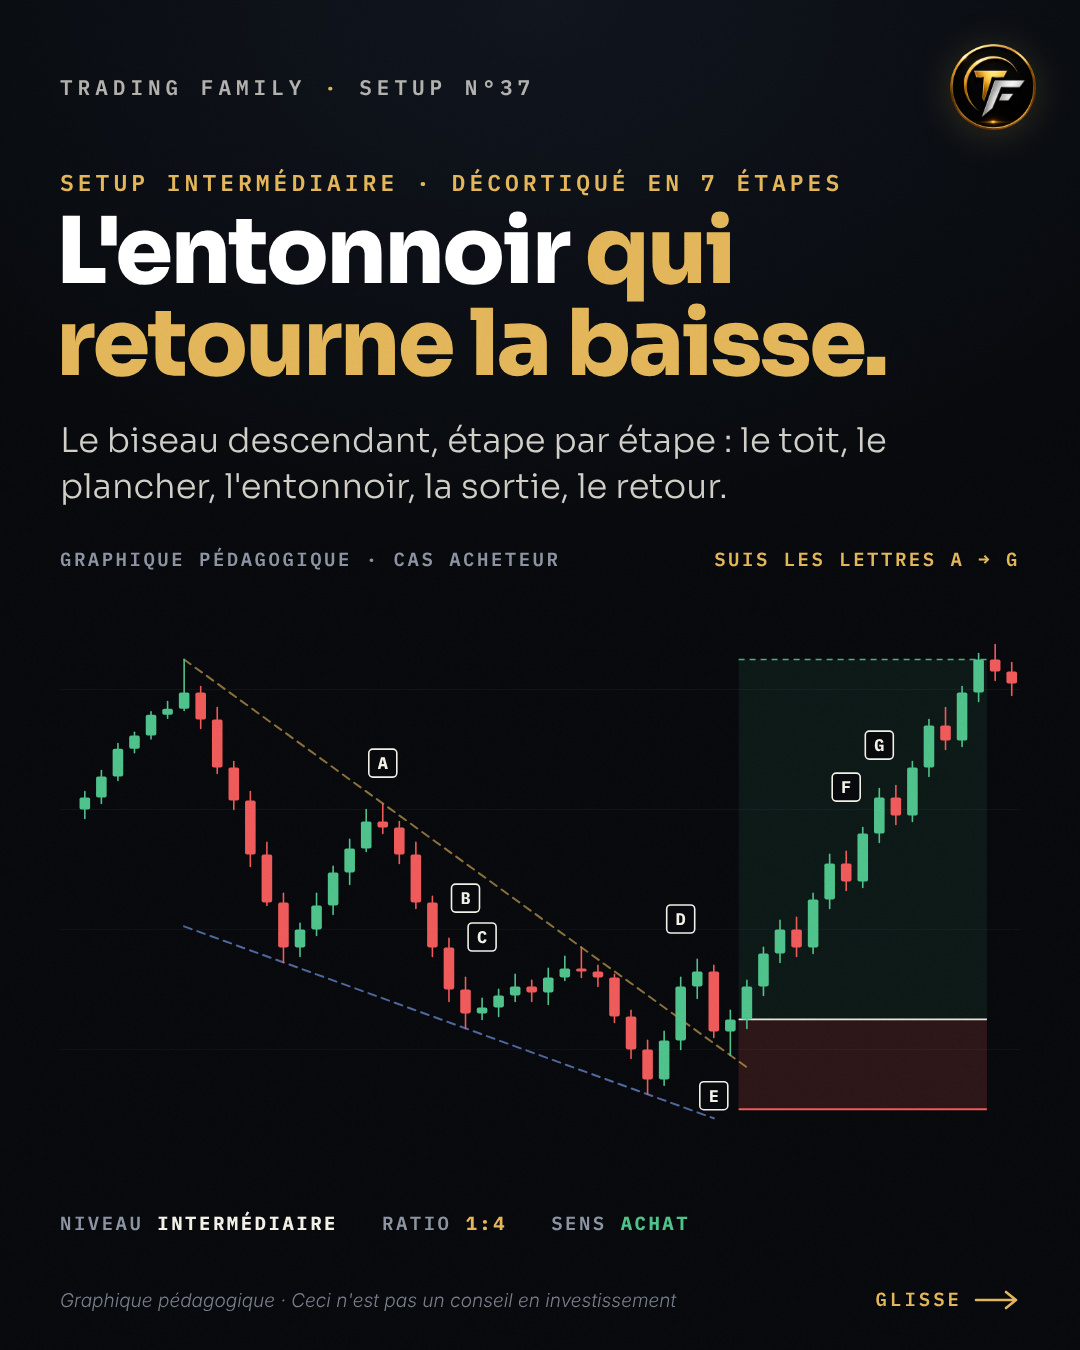 TRADING FAMILY · SETUP N°37
TF
SETUP INTERMÉDIAIRE · DÉCORTIQUÉ EN 7 ÉTAPES
L'entonnoir qui
retourne la baisse.
Le biseau descendant, étape par étape : le toit, le
plancher, l'entonnoir, la sortie, le retour.
GRAPHIQUE PÉDAGOGIQUE · CAS ACHETEUR
SUIS LES LETTRES A → G
A
B
C
D
E
F
G
NIVEAU INTERMÉDIAIRE RATIO 1:4 SENS ACHAT
Graphique pédagogique · Ceci n'est pas un conseil en investissement
GLISSE →